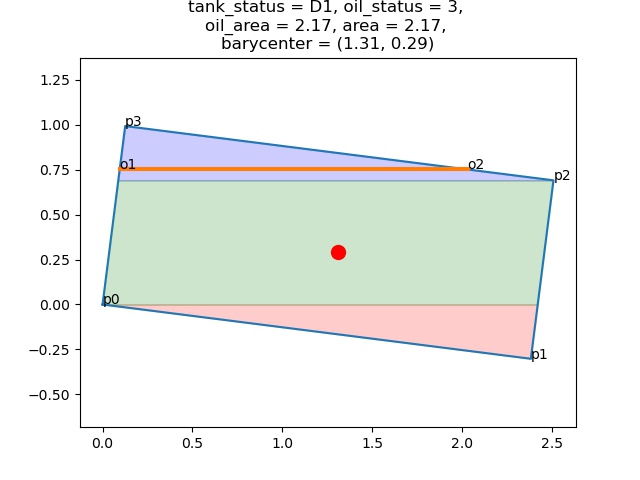 tank_status = D1, oil_status = 3,
oil_area = 2.17, area = 2.17,
barycenter = (1.31, 0.29)
1.25
1.00
0.75
0.50
0.25
0.00
−0.25
−0.50
p3
o1
o2
p2
p0
p1
0.0
0.5
1.0
1.5
2.0
2.5